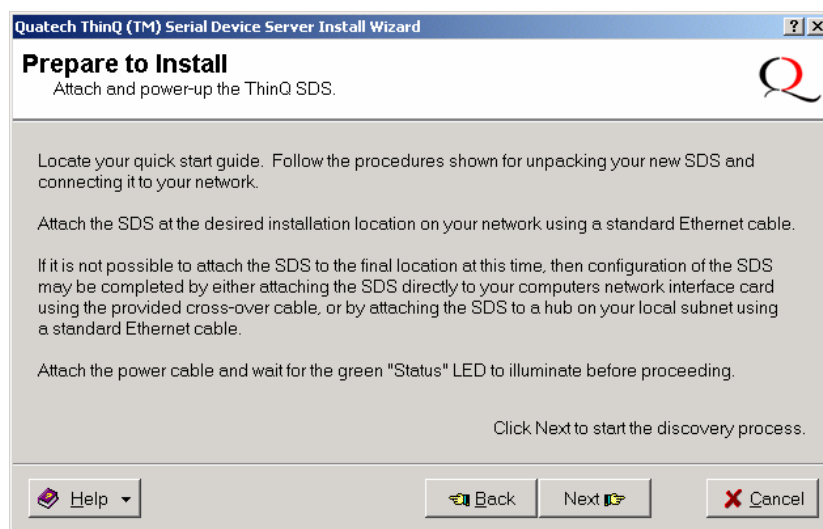 Quatech ThinQ (TM) Serial Device Server Install Wizard
Prepare to Install
Attach and power-up the ThinQ SDS.
Locate your quick start guide. Follow the procedures shown for unpacking your new SDS and
connecting it to your network.
Attach the SDS at the desired installation location on your network using a standard Ethernet cable.
If it is not possible to attach the SDS to the final location at this time, then configuration of the SDS
may be completed by either attaching the SDS directly to your computers network interface card
using the provided cross-over cable, or by attaching the SDS to a hub on your local subnet using
a standard Ethernet cable.
Attach the power cable and wait for the green "Status" LED to illuminate before proceeding.
Click Next to start the discovery process.
Help Back Next Cancel